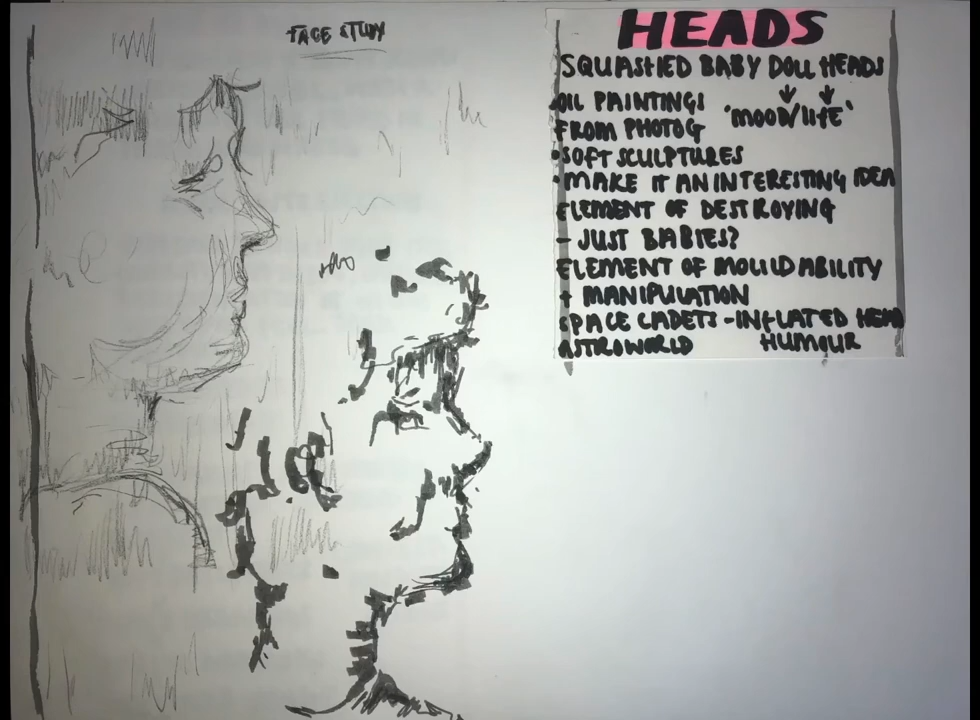 FACE STUDY
HEADS
SQUASHED BABY DOLL HEADS
OIL PAINTINGS 'MOOD/LIFE'
FROM PHOTOG
•SOFT SCULPTURES
•MAKE IT AN INTERESTING IDEA
ELEMENT OF DESTROYING
- JUST BABIES?
ELEMENT OF MOULDABILITY
+ MANIPULATION
SPACE CADETS - INFLATED HEAD
ASTROWORLD HUMOUR